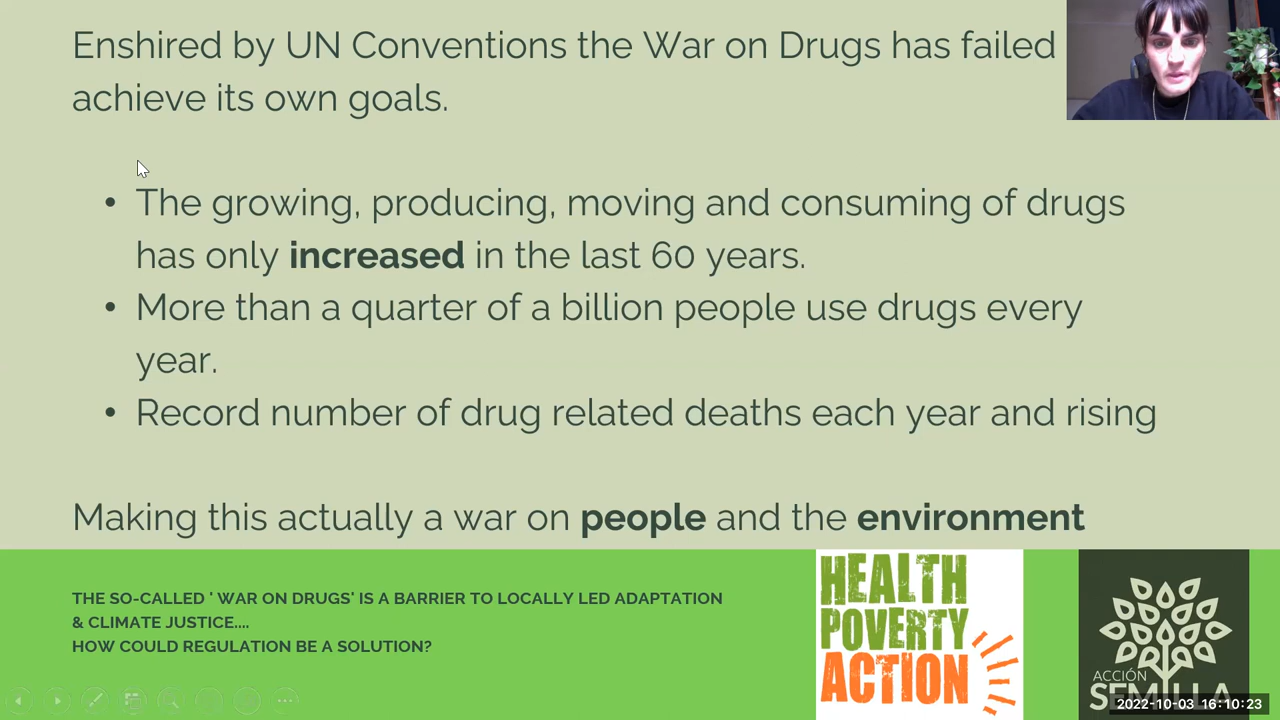 Enshired by UN Conventions the War on Drugs has failed
achieve its own goals.
• The growing, producing, moving and consuming of drugs
has only increased in the last 60 years.
• More than a quarter of a billion people use drugs every
year.
• Record number of drug related deaths each year and rising
Making this actually a war on people and the environment
THE SO-CALLED ' WAR ON DRUGS' IS A BARRIER TO LOCALLY LED ADAPTATION
& CLIMATE JUSTICE....
HOW COULD REGULATION BE A SOLUTION?
HEALTH
POVERTY
ACTION
ACCIÓN
SEMILLA
2022-10-03 16:10:23